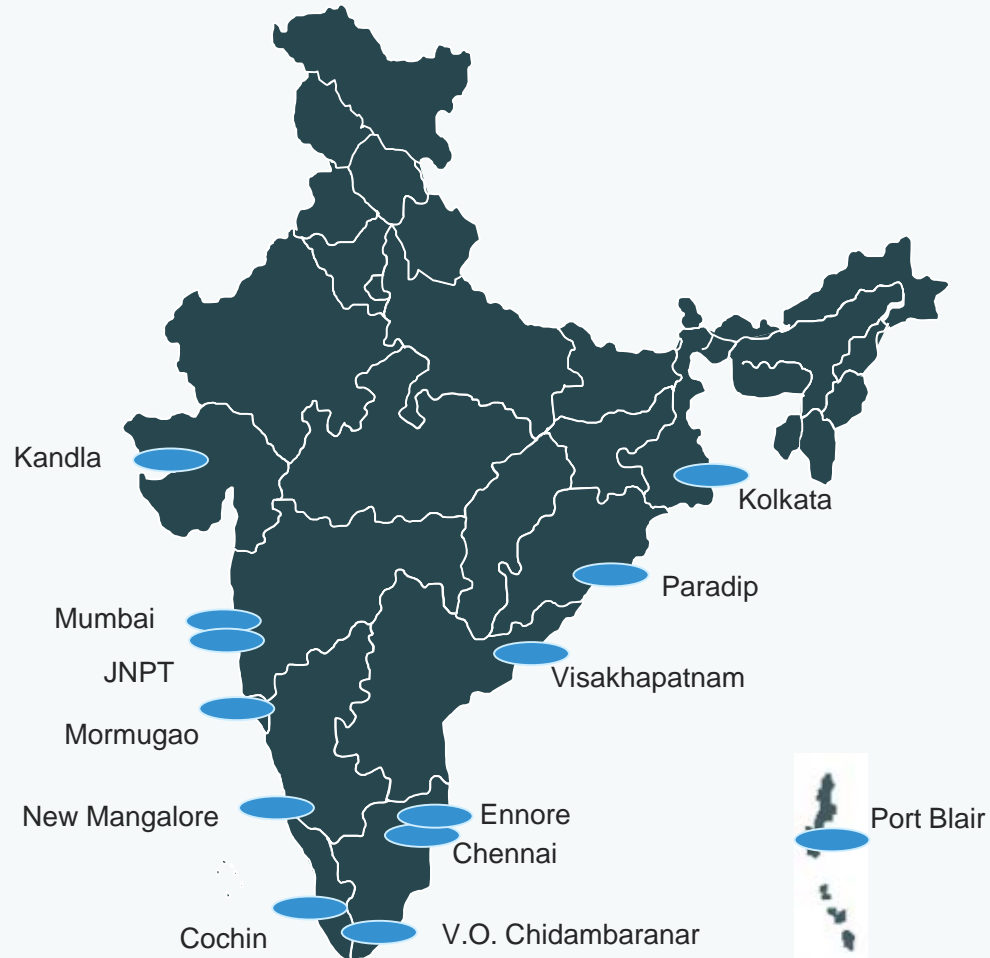 Kandla
Kolkata
Paradip
Mumbai
JNPT
Visakhapatnam
Mormugao
New Mangalore
Ennore
Port Blair
Chennai
Cochin
V.O. Chidambaranar